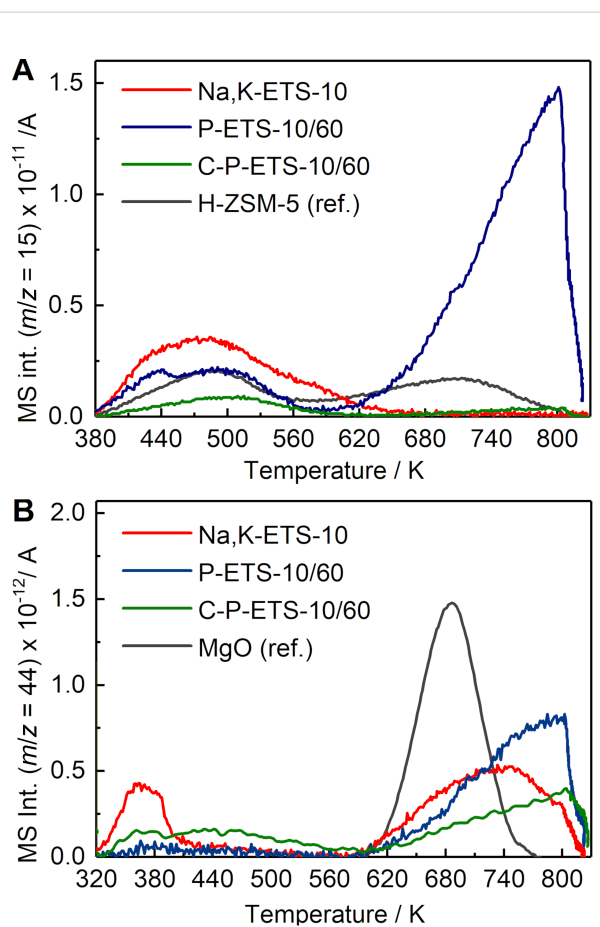 A
MS int. (m/z = 15) x 10⁻¹¹ /A
1.5
1.0
0.5
0.0
Na,K-ETS-10
P-ETS-10/60
C-P-ETS-10/60
H-ZSM-5 (ref.)
380 440 500 560 620 680 740 800
Temperature / K
B
MS Int. (m/z = 44) x 10⁻¹²/ A
2.0
1.5
1.0
0.5
0.0
Na,K-ETS-10
P-ETS-10/60
C-P-ETS-10/60
MgO (ref.)
320 380 440 500 560 620 680 740 800
Temperature / K